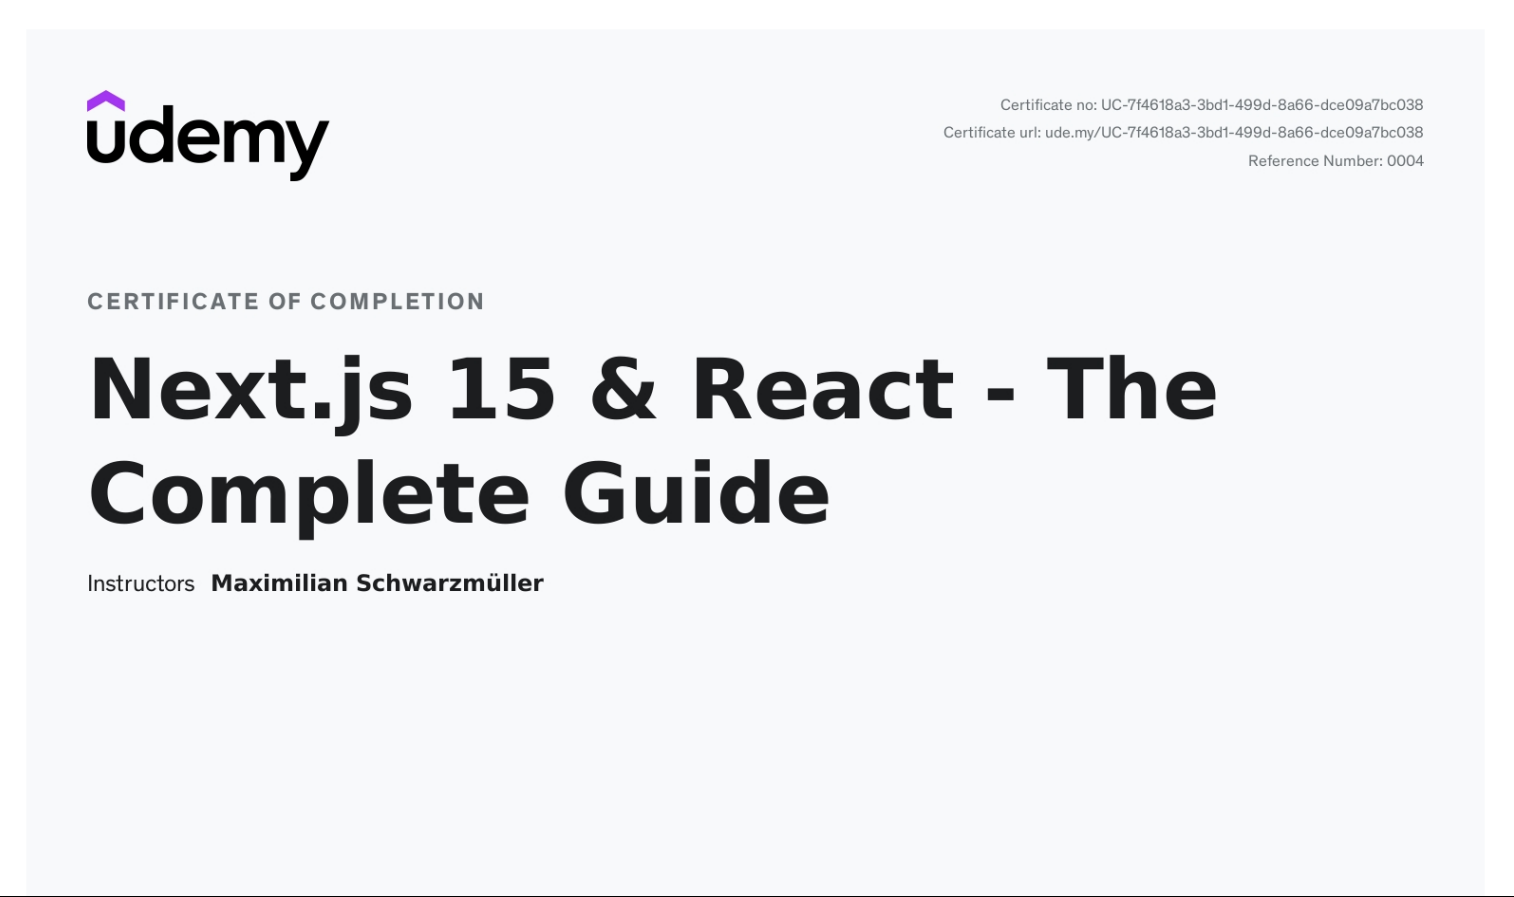 udemy
Certificate no: UC-7f4618a3-3bd1-499d-8a66-dce09a7bc038
Certificate url: ude.my/UC-7f4618a3-3bd1-499d-8a66-dce09a7bc038
Reference Number: 0004
CERTIFICATE OF COMPLETION
Next.js 15 & React - The
Complete Guide
Instructors Maximilian Schwarzmüller